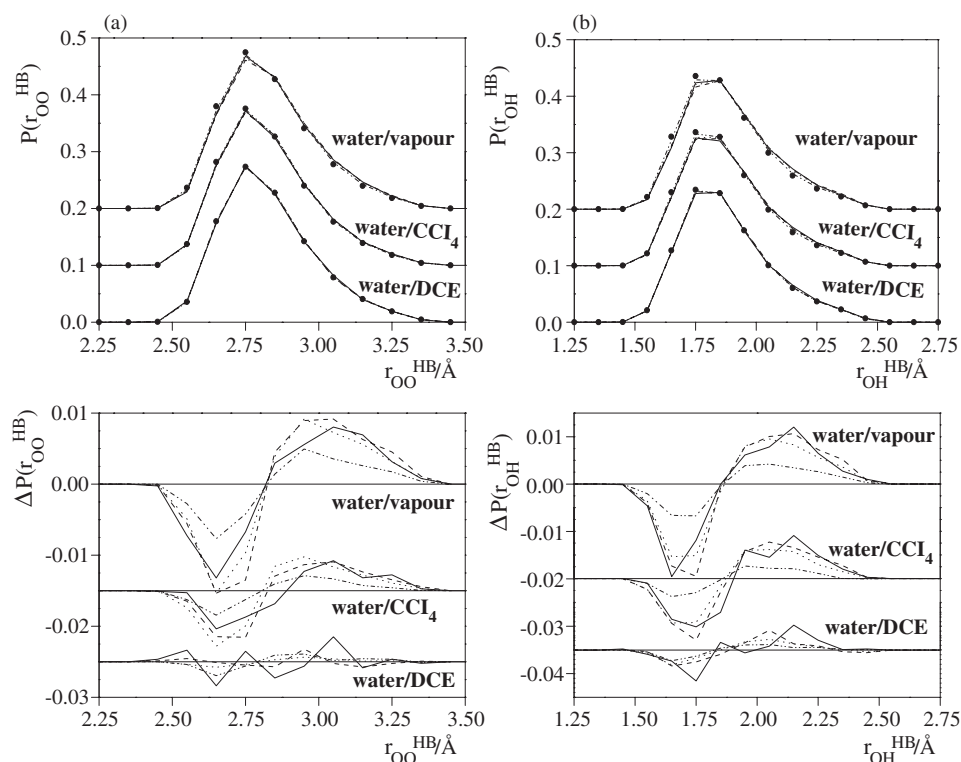 (a)
P(r_OO^HB)
0.5
0.4
0.3
0.2
0.1
0.0
water/vapour
water/CCl4
water/DCE
2.25 2.50 2.75 3.00 3.25 3.50
r_OO^HB/Å
(b)
P(r_OH^HB)
0.5
0.4
0.3
0.2
0.1
0.0
water/vapour
water/CCl4
water/DCE
1.25 1.50 1.75 2.00 2.25 2.50 2.75
r_OH^HB/Å
ΔP(r_OO^HB)
0.01
0.00
-0.01
-0.02
-0.03
water/vapour
water/CCl4
water/DCE
2.25 2.50 2.75 3.00 3.25 3.50
r_OO^HB/Å
ΔP(r_OH^HB)
0.01
0.00
-0.01
-0.02
-0.03
-0.04
water/vapour
water/CCl4
water/DCE
1.25 1.50 1.75 2.00 2.25 2.50 2.75
r_OH^HB/Å